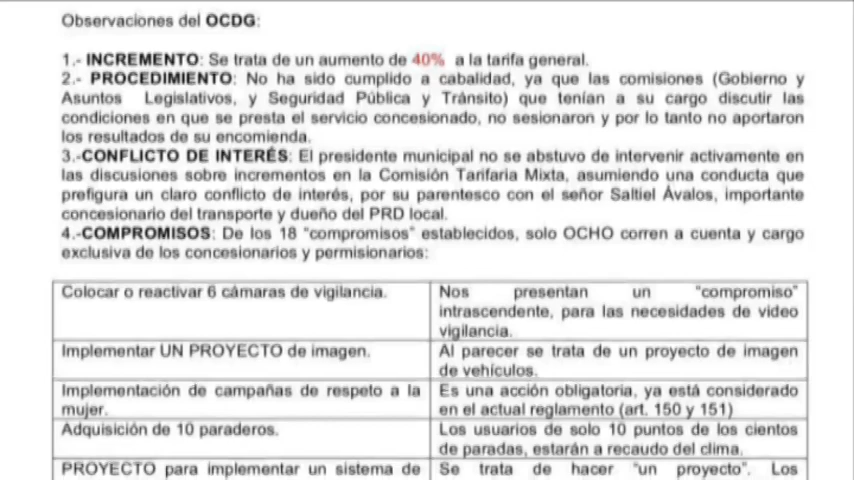 Observaciones del OCDG:
1.- INCREMENTO: Se trata de un aumento de 40% a la tarifa general.
2.- PROCEDIMIENTO: No ha sido cumplido a cabalidad, ya que las comisiones (Gobierno y
Asuntos Legislativos, y Seguridad Pública y Tránsito) que tenían a su cargo discutir las
condiciones en que se presta el servicio concesionado, no sesionaron y por lo tanto no aportaron
los resultados de su encomienda.
3.-CONFLICTO DE INTERÉS: El presidente municipal no se abstuvo de intervenir activamente en
las discusiones sobre incrementos en la Comisión Tarifaria Mixta, asumiendo una conducta que
prefigura un claro conflicto de interés, por su parentesco con el señor Saltiel Ávalos, importante
concesionario del transporte y dueño del PRD local.
4.-COMPROMISOS: De los 18 "compromisos" establecidos, solo OCHO corren a cuenta y cargo
exclusiva de los concesionarios y permisionarios:
Colocar o reactivar 6 cámaras de vigilancia.
Nos presentan un "compromiso"
intrascendente, para las necesidades de video
vigilancia.
Implementar UN PROYECTO de imagen.
Al parecer se trata de un proyecto de imagen
de vehículos.
Implementación de campañas de respeto a la
mujer.
Es una acción obligatoria, ya está considerado
en el actual reglamento (art. 150 y 151)
Adquisición de 10 paraderos.
Los usuarios de solo 10 puntos de los cientos
de paradas, estarán a recaudo del clima.
PROYECTO para implementar un sistema de
Se trata de hacer "un proyecto". Los